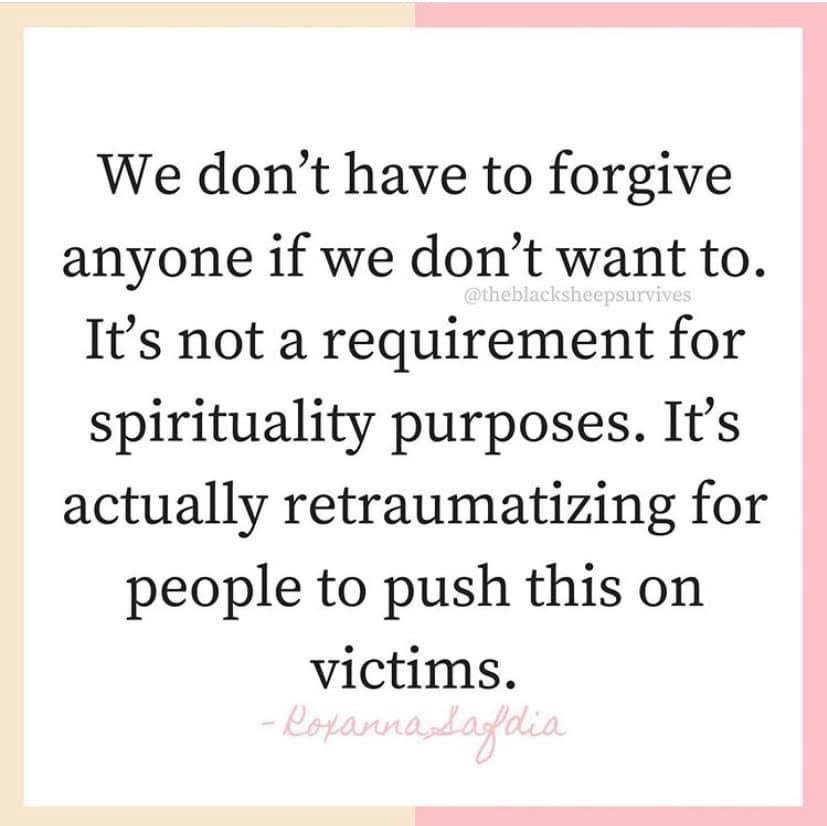 We don’t have to forgive
anyone if we don’t want to.
@theblacksheepsurvives
It’s not a requirement for
spirituality purposes. It’s
actually retraumatizing for
people to push this on
victims.
- Roxanna Safdia